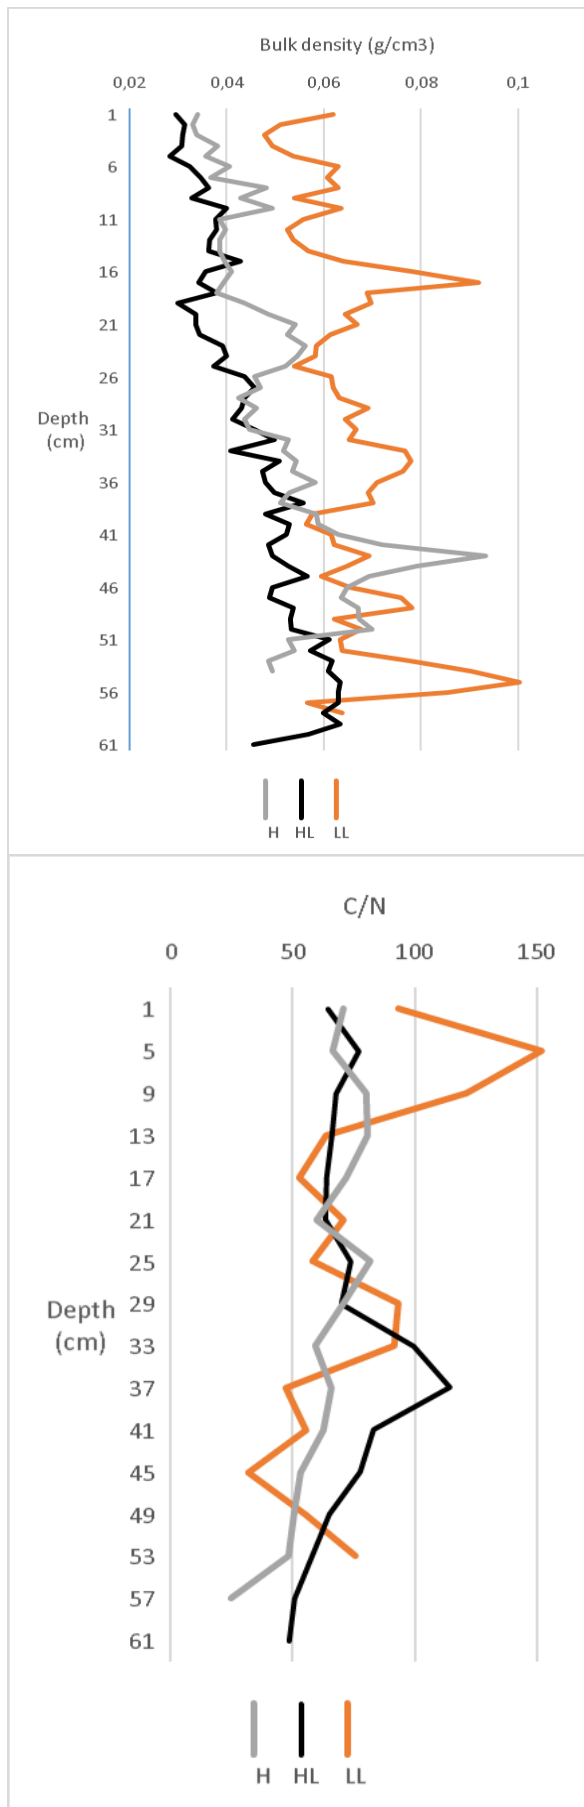 Bulk density (g/cm3)
0,02 0,04 0,06 0,08 0,1
1
6
11
16
21
26
Depth
(cm)
31
36
41
46
51
56
61
H HL LL
C/N
0 50 100 150
1
5
9
13
17
21
25
29
Depth
(cm)
33
37
41
45
49
53
57
61
H HL LL